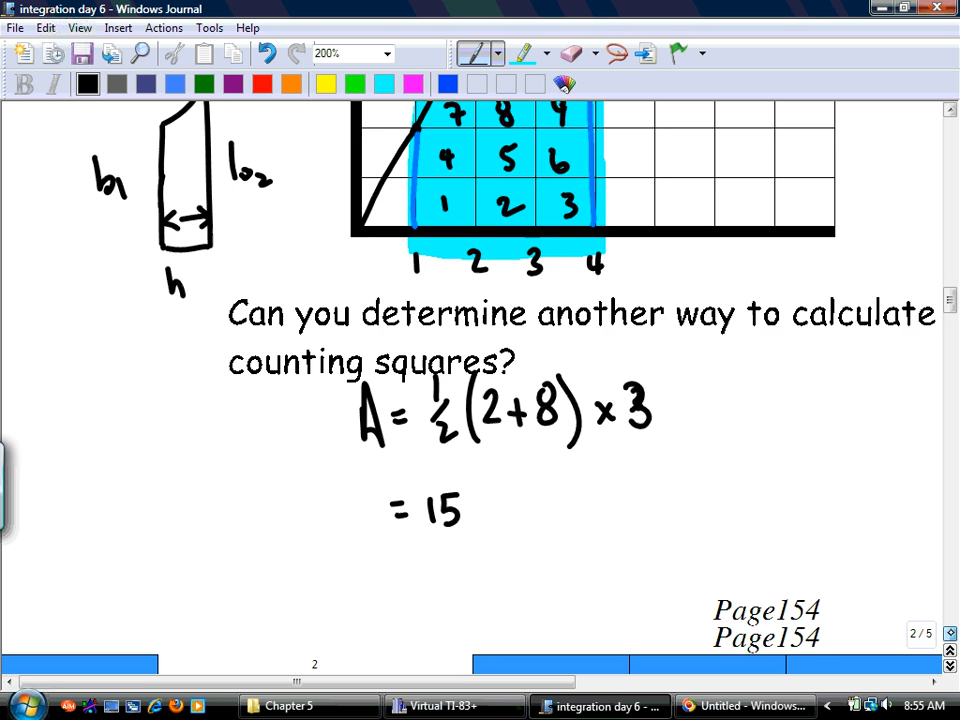 integration day 6 - Windows Journal
File Edit View Insert Actions Tools Help
200%
B I
7 8 9
b1 b2 4 5 6
1 2 3
1 2 3 4
h
Can you determine another way to calculate
counting squares?
A = 1/2 (2+8) × 3
= 15
Page154
Page154
2 / 5
2
Chapter 5 Virtual TI-83+ integration day 6 - ... Untitled - Windows... 8:55 AM